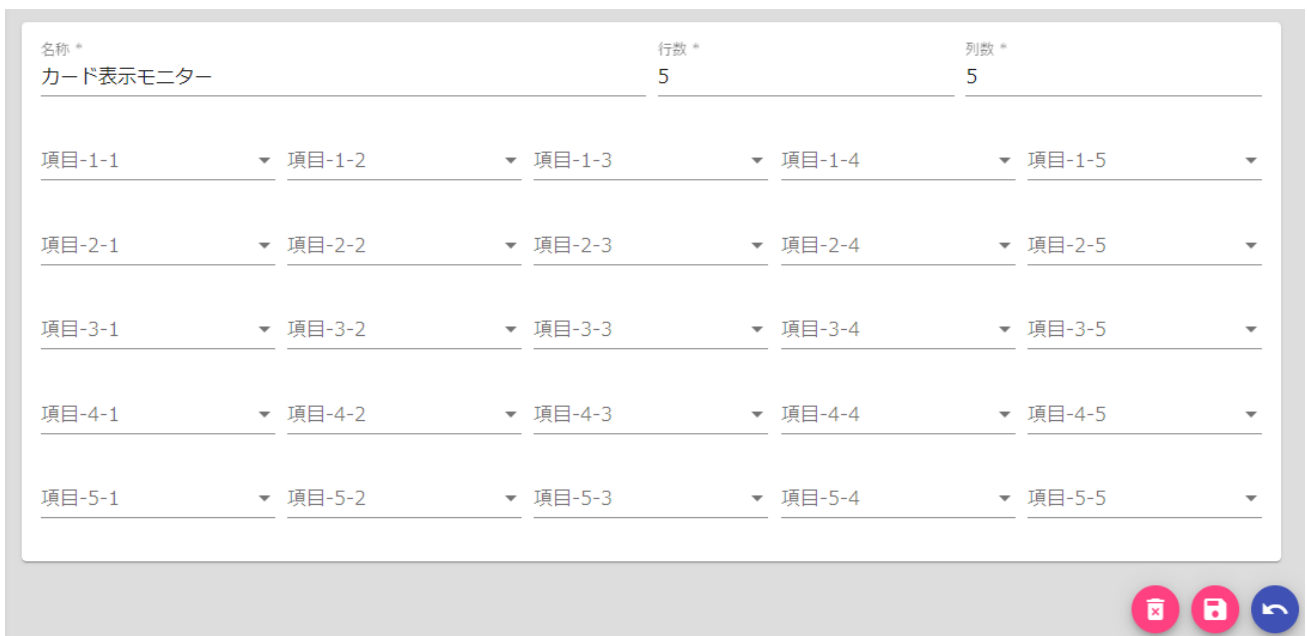 名称 * 行数 * 列数 *
カード表示モニター 5 5
項目-1-1 項目-1-2 項目-1-3 項目-1-4 項目-1-5
項目-2-1 項目-2-2 項目-2-3 項目-2-4 項目-2-5
項目-3-1 項目-3-2 項目-3-3 項目-3-4 項目-3-5
項目-4-1 項目-4-2 項目-4-3 項目-4-4 項目-4-5
項目-5-1 項目-5-2 項目-5-3 項目-5-4 項目-5-5